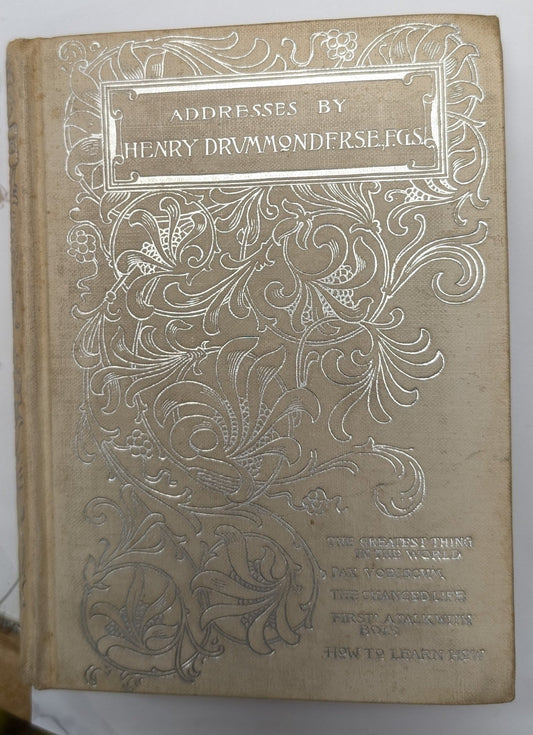 ADDRESSES BY
HENRY DRVMMOND F.R.S.E., F.G.S.
THE GREATEST THING
IN THE WORLD
PAX VOBISCUM
THE CHANGED LIFE
"FIRST" A TALK WITH
BOYS
HOW TO LEARN HOW